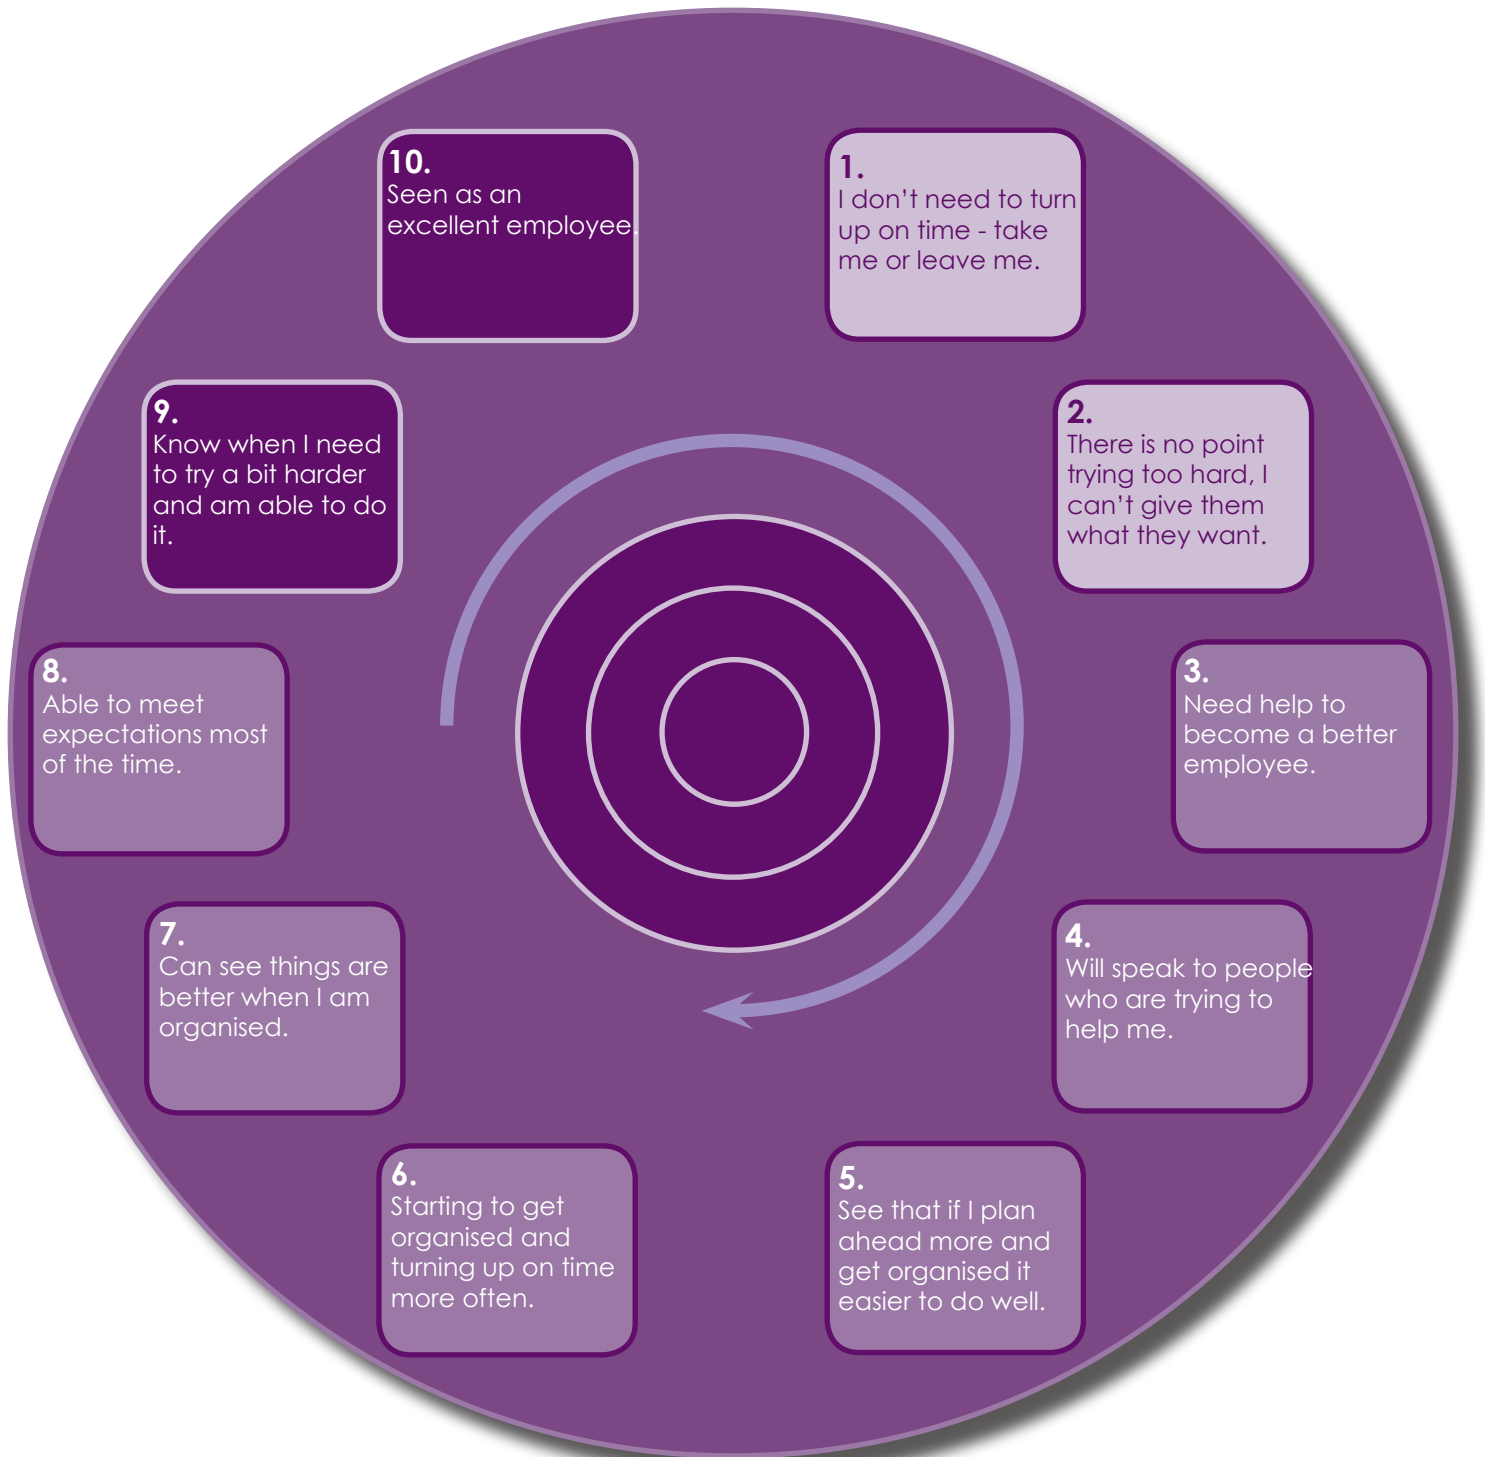 1.
I don't need to turn
up on time - take
me or leave me.
2.
There is no point
trying too hard, I
can't give them
what they want.
3.
Need help to
become a better
employee.
4.
Will speak to people
who are trying to
help me.
5.
See that if I plan
ahead more and
get organised it
easier to do well.
6.
Starting to get
organised and
turning up on time
more often.
7.
Can see things are
better when I am
organised.
8.
Able to meet
expectations most
of the time.
9.
Know when I need
to try a bit harder
and am able to do
it.
10.
Seen as an
excellent employee.